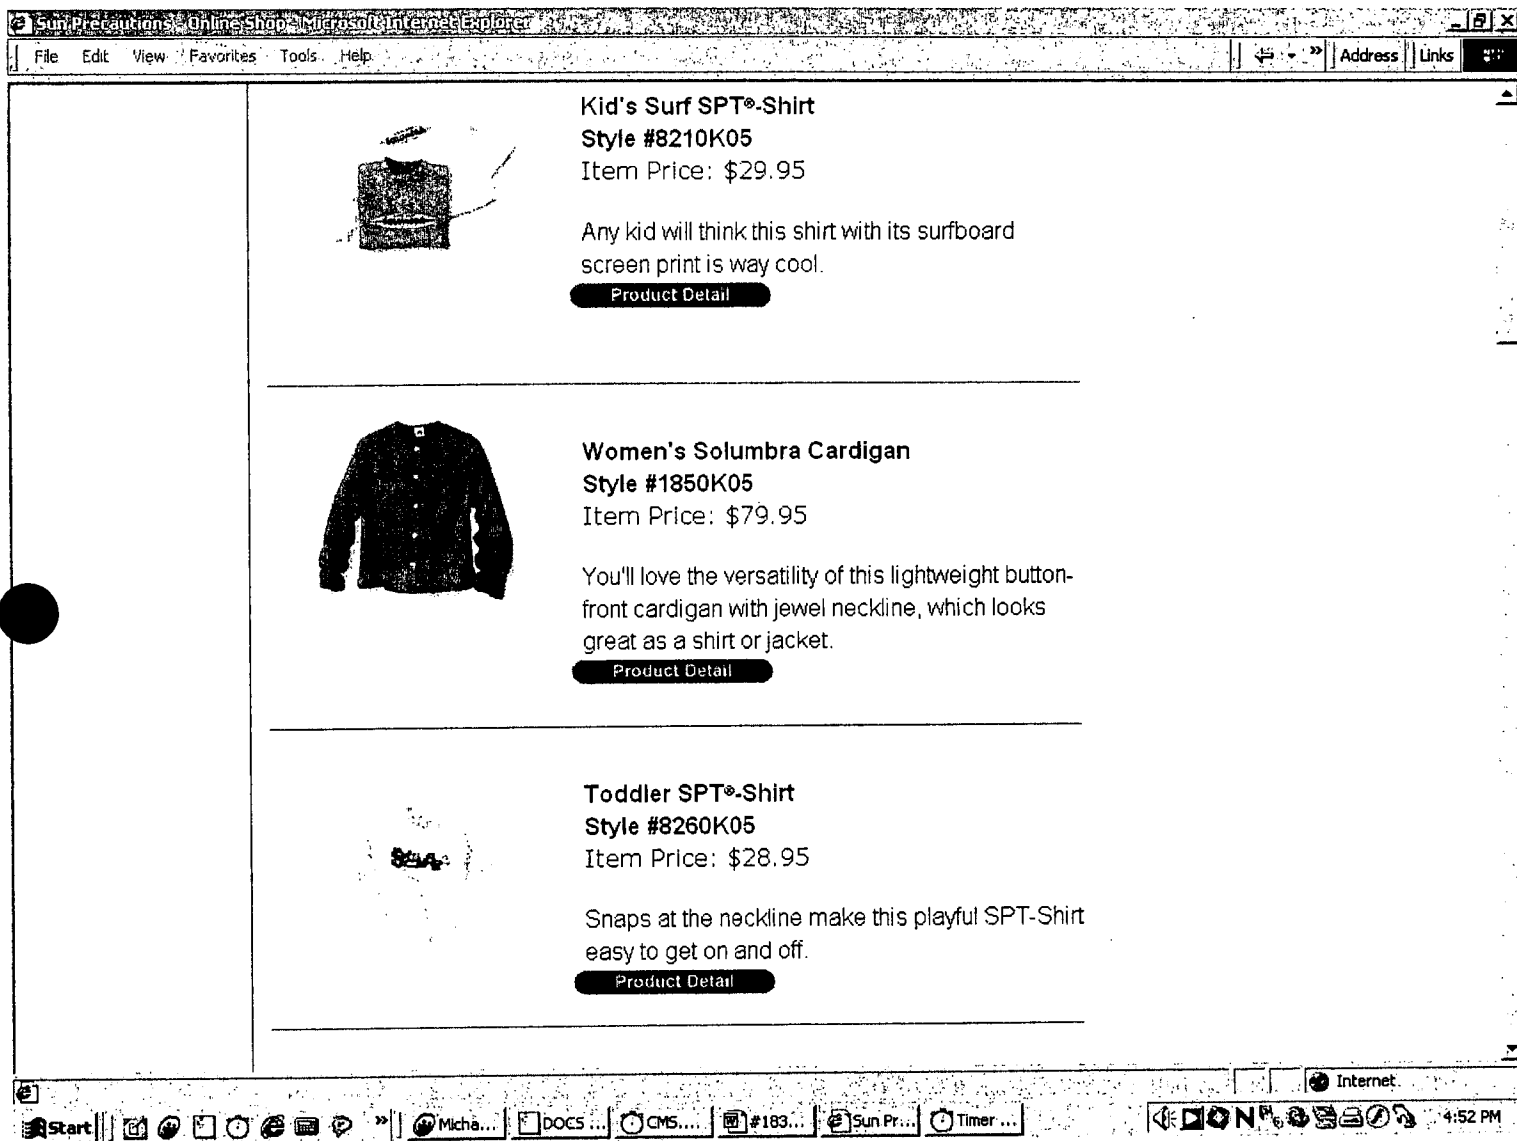 Sun Precautions - Online Shop - Microsoft Internet Explorer
File Edit View Favorites Tools Help
» Address Links
Kid's Surf SPT®-Shirt
Style #8210K05
Item Price: $29.95
Any kid will think this shirt with its surfboard
screen print is way cool.
Product Detail
Women's Solumbra Cardigan
Style #1850K05
Item Price: $79.95
You'll love the versatility of this lightweight button-
front cardigan with jewel neckline, which looks
great as a shirt or jacket.
Product Detail
Toddler SPT®-Shirt
Style #8260K05
Item Price: $28.95
Snaps at the neckline make this playful SPT-Shirt
easy to get on and off.
Product Detail
Internet
Start » Micha... DOCS ... CMS.... #183... Sun Pr... Timer ... N 4:52 PM